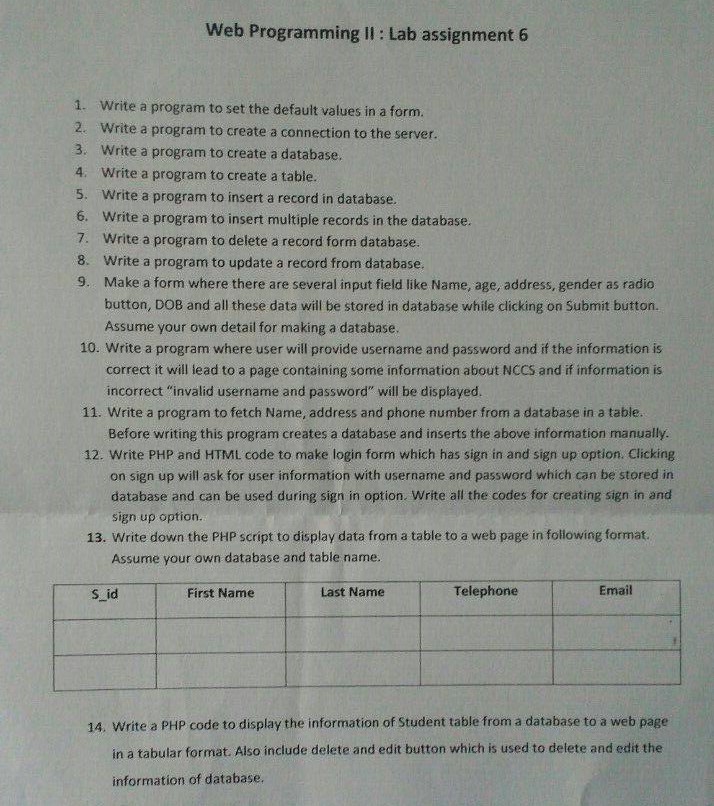 Web Programming II : Lab assignment 6
1. Write a program to set the default values in a form.
2. Write a program to create a connection to the server.
3. Write a program to create a database.
4. Write a program to create a table.
5. Write a program to insert a record in database.
6. Write a program to insert multiple records in the database.
7. Write a program to delete a record form database.
8. Write a program to update a record from database.
9. Make a form where there are several input field like Name, age, address, gender as radio
button, DOB and all these data will be stored in database while clicking on Submit button.
Assume your own detail for making a database.
10. Write a program where user will provide username and password and if the information is
correct it will lead to a page containing some information about NCCS and if information is
incorrect "invalid username and password" will be displayed.
11. Write a program to fetch Name, address and phone number from a database in a table.
Before writing this program creates a database and inserts the above information manually.
12. Write PHP and HTML code to make login form which has sign in and sign up option. Clicking
on sign up will ask for user information with username and password which can be stored in
database and can be used during sign in option. Write all the codes for creating sign in and
sign up option.
13. Write down the PHP script to display data from a table to a web page in following format.
Assume your own database and table name.
S_id First Name Last Name Telephone Email
14. Write a PHP code to display the information of Student table from a database to a web page
in a tabular format. Also include delete and edit button which is used to delete and edit the
information of database.